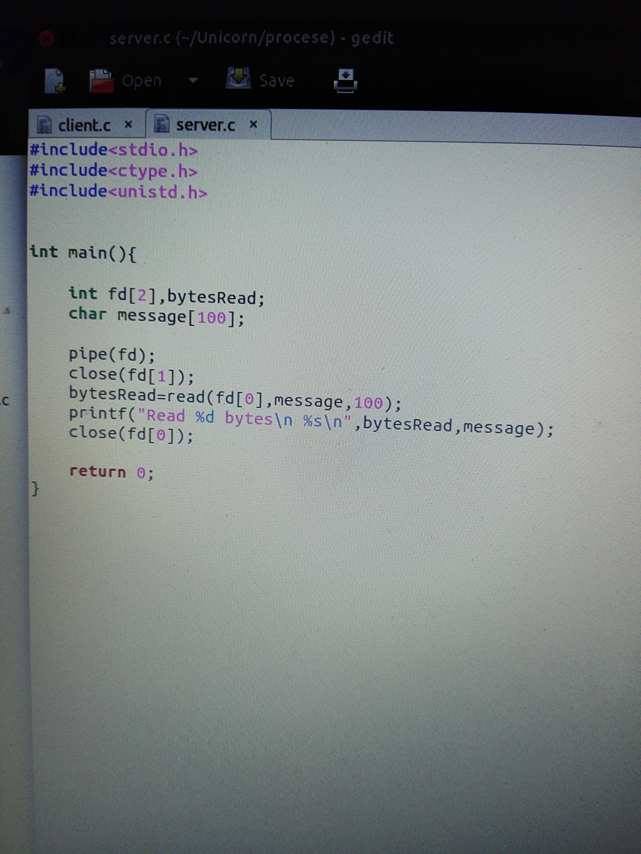 server.c (~/Unicorn/procese) - gedit
Open Save
client.c × server.c ×
#include<stdio.h>
#include<ctype.h>
#include<unistd.h>
int main(){
int fd[2],bytesRead;
char message[100];
pipe(fd);
close(fd[1]);
bytesRead=read(fd[0],message,100);
printf("Read %d bytes\n %s\n",bytesRead,message);
close(fd[0]);
return 0;
}